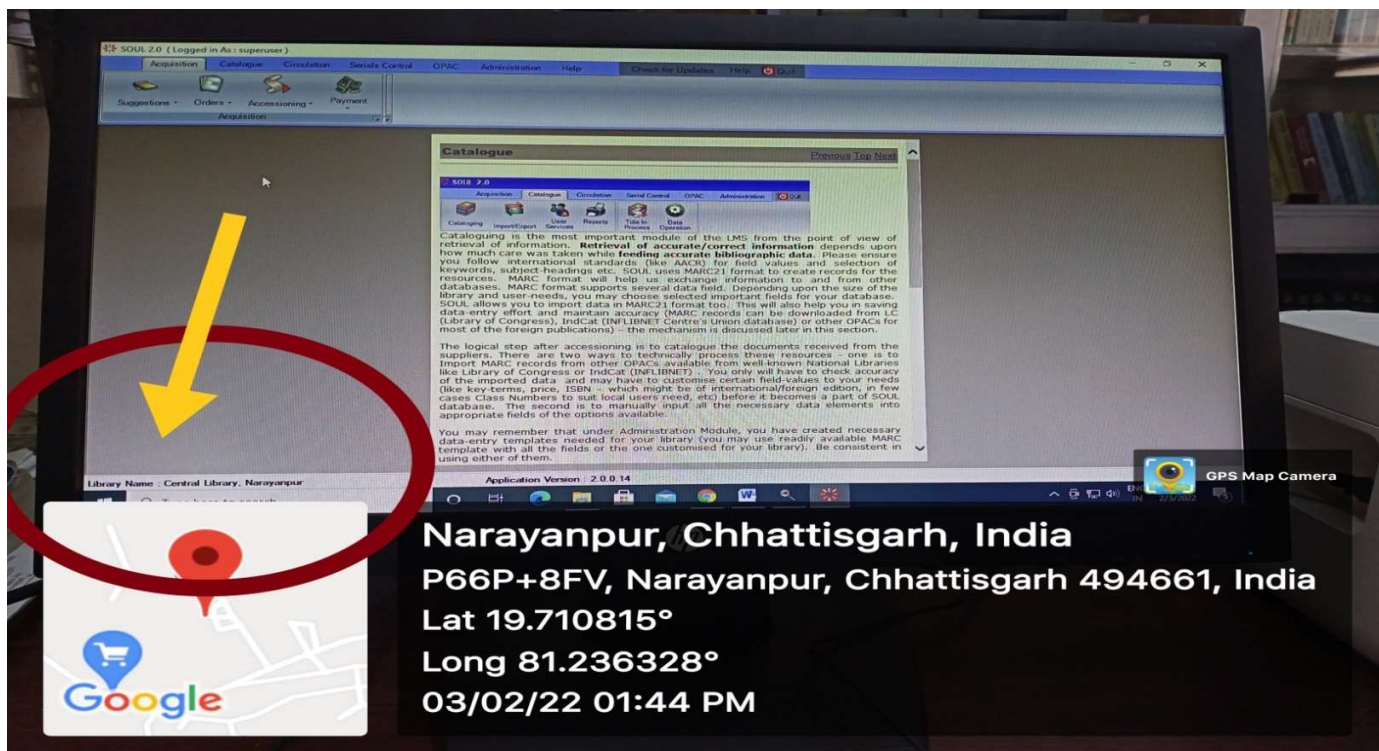 SOUL 2.0 ( Logged in As : superuser )
Acquisition Catalogue Circulation Serials Control OPAC Administration Help Check for Updates Help Quit
Suggestions Orders Accessioning Payment
Acquisition
Catalogue Previous Top Next
SOUL 2.0
Acquisition Catalogue Circulation Serial Control OPAC Administration Quit
Cataloging Import/Export User Services Reports Title In Process Data Operation
Cataloguing is the most important module of the LMS from the point of view of
retrieval of information. Retrieval of accurate/correct information depends upon
how much care was taken while feeding accurate bibliographic data. Please ensure
you follow international standards (like AACR) for field values and selection of
keywords, subject-headings etc. SOUL uses MARC21 format to create records for the
resources. MARC format will help us exchange information to and from other
databases. MARC format supports several data field. Depending upon the size of the
library and user-needs, you may choose selected important fields for your database.
SOUL allows you to import data in MARC21 format too. This will also help you in saving
data-entry effort and maintain accuracy (MARC records can be downloaded from LC
(Library of Congress), IndCat (INFLIBNET Centre's Union database) or other OPACs for
most of the foreign publications) – the mechanism is discussed later in this section.
The logical step after accessioning is to catalogue the documents received from the
suppliers. There are two ways to technically process these resources – one is to
Import MARC records from other OPACs available from well-known National Libraries
like Library of Congress or IndCat (INFLIBNET) . You only will have to check accuracy
of the imported data and may have to customise certain field-values to your needs
(like key-terms, price, ISBN – which might be of international/foreign edition, in few
cases Class Numbers to suit local users need, etc) before it becomes a part of SOUL
database. The second is to manually input all the necessary data elements into
appropriate fields of the options available.
You may remember that under Administration Module, you have created necessary
data-entry templates needed for your library (you may use readily available MARC
template with all the fields or the one customised for your library). Be consistent in
using either of them.
Library Name : Central Library, Narayanpur Application Version : 2.0.0.14
GPS Map Camera
Narayanpur, Chhattisgarh, India
P66P+8FV, Narayanpur, Chhattisgarh 494661, India
Lat 19.710815°
Long 81.236328°
03/02/22 01:44 PM
Google